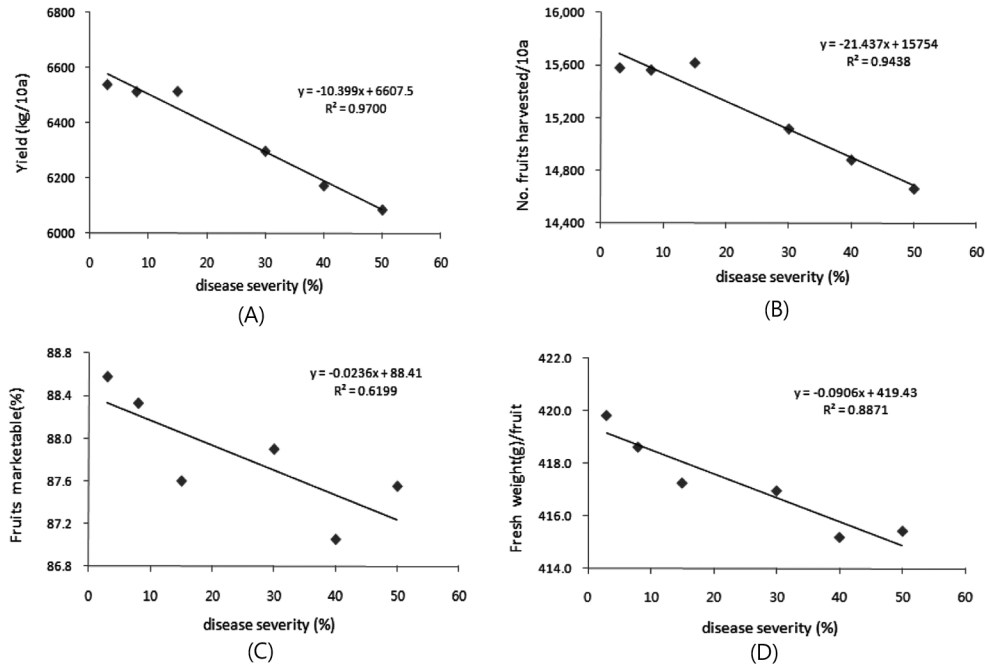 6800
6600
6400
6200
6000
Yield (kg/10a)
y = -10.399x + 6607.5
R² = 0.9700
0 10 20 30 40 50 60
disease severity (%)
(A)
16,000
15,600
15,200
14,800
14,400
No. fruits harvested/10a
y = -21.437x + 15754
R² = 0.9438
0 10 20 30 40 50 60
disease severity (%)
(B)
88.8
88.4
88.0
87.6
87.2
86.8
Fruits marketable(%)
y = -0.0236x + 88.41
R² = 0.6199
0 10 20 30 40 50 60
disease severity (%)
(C)
422.0
420.0
418.0
416.0
414.0
Fresh weight(g)/fruit
y = -0.0906x + 419.43
R² = 0.8871
0 10 20 30 40 50 60
disease severity (%)
(D)